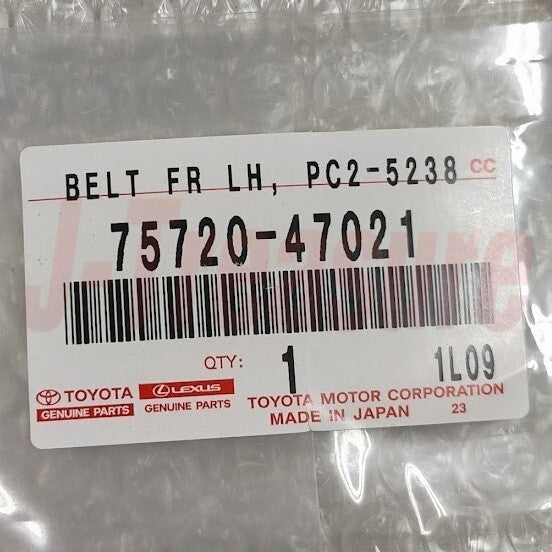 BELT FR LH, PC2-5238 CC
75720-47021
QTY: 1 1L09
TOYOTA LEXUS TOYOTA MOTOR CORPORATION
GENUINE PARTS GENUINE PARTS MADE IN JAPAN 23